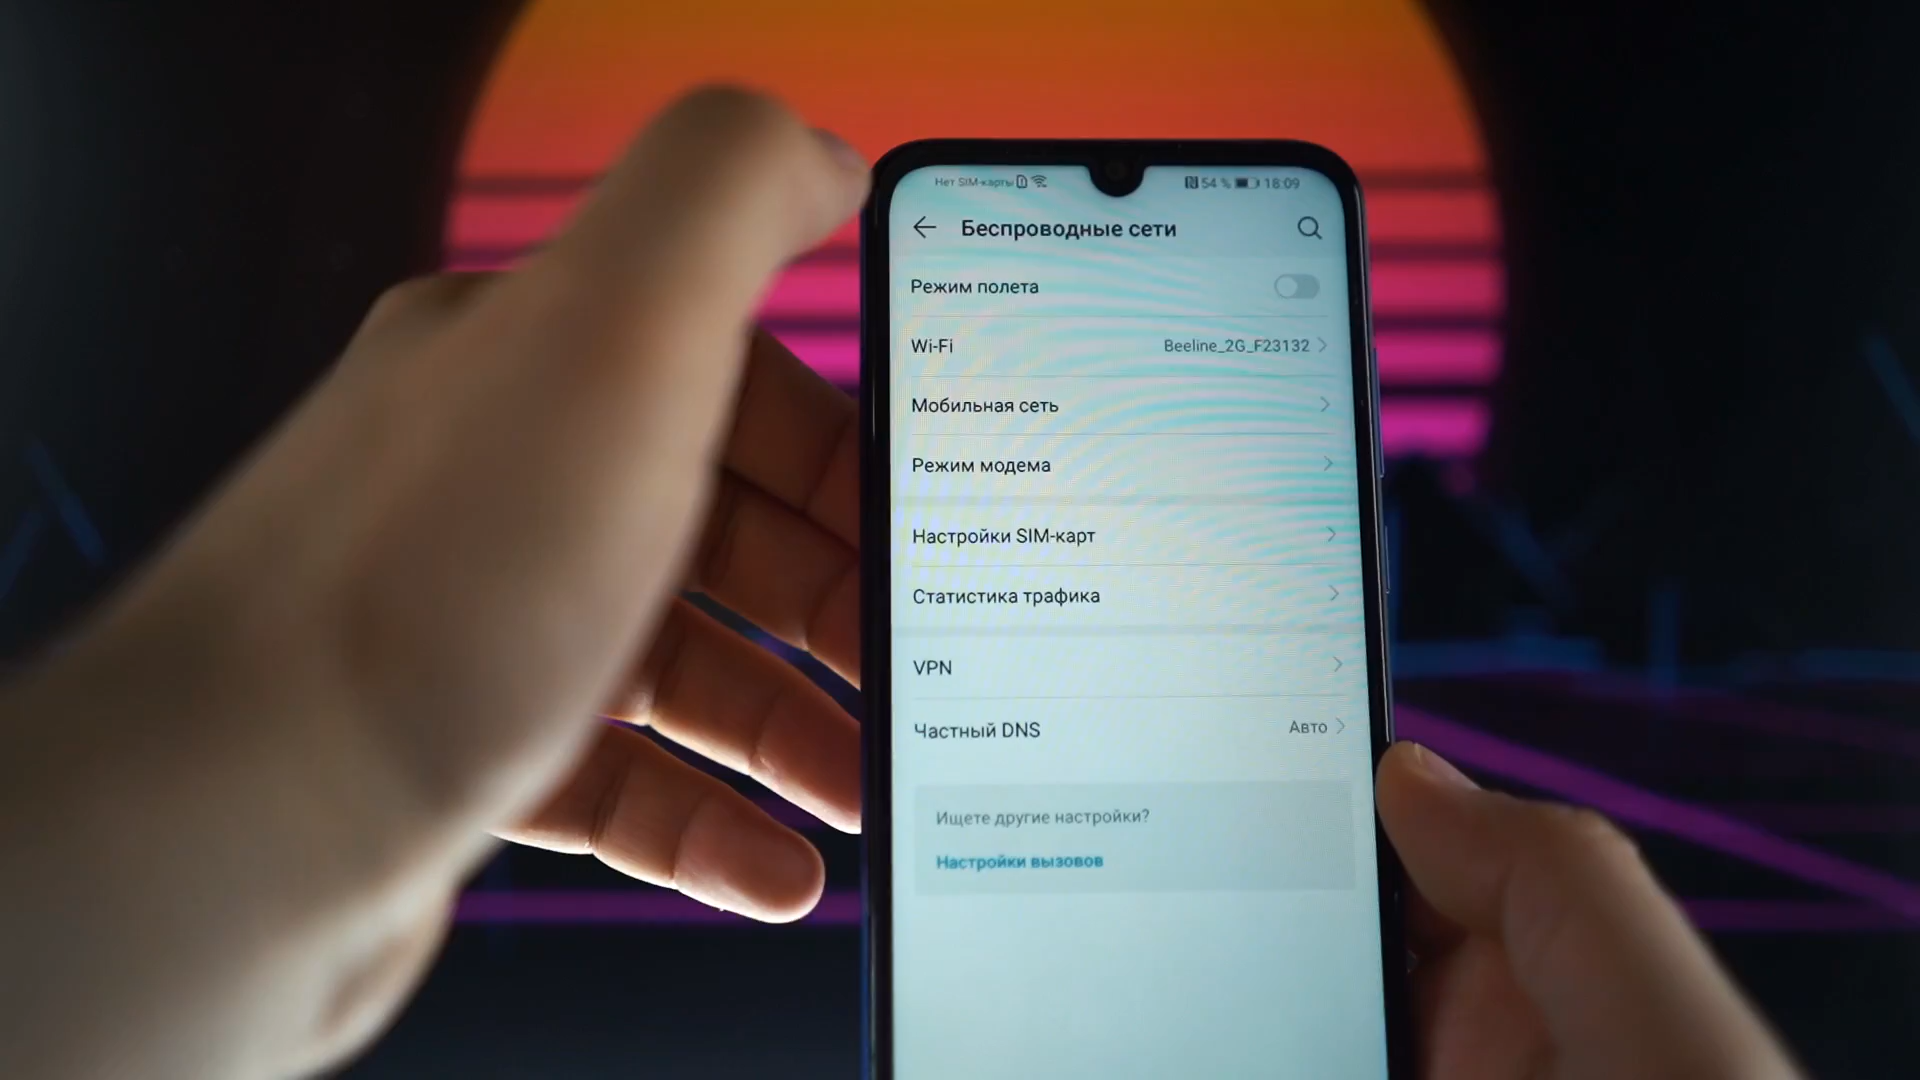 Нет SIM-карты 54 % 18:09
Беспроводные сети
Режим полета
Wi-Fi Beeline_2G_F23132
Мобильная сеть
Режим модема
Настройки SIM-карт
Статистика трафика
VPN
Частный DNS Авто
Ищете другие настройки?
Настройки вызовов